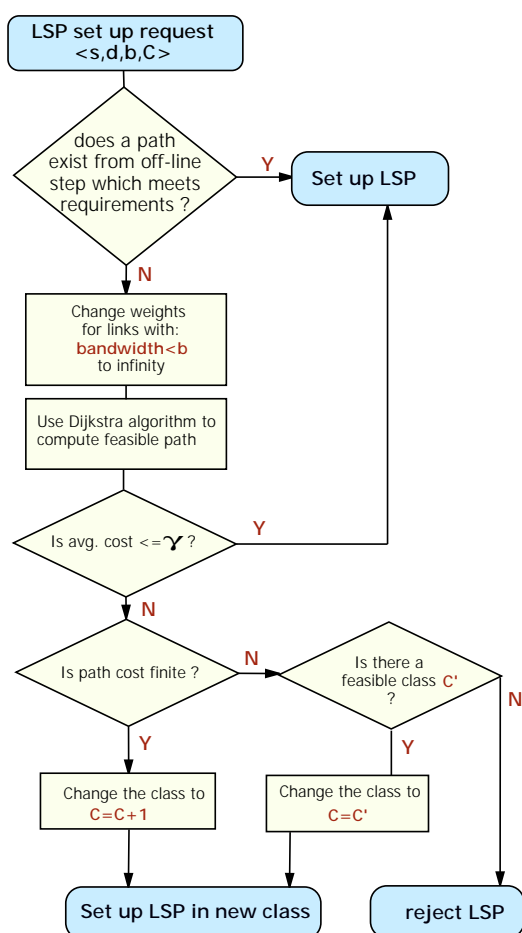 LSP set up request
<s,d,b,C>
does a path
exist from off-line
step which meets
requirements ?
Y
Set up LSP
N
Change weights
for links with:
bandwidth<b
to infinity
Use Dijkstra algorithm to
compute feasible path
Is avg. cost <=γ ?
Y
N
Is path cost finite ?
N
Is there a
feasible class C'
?
N
Y
Y
Change the class to
C=C+1
Change the class to
C=C'
Set up LSP in new class
reject LSP